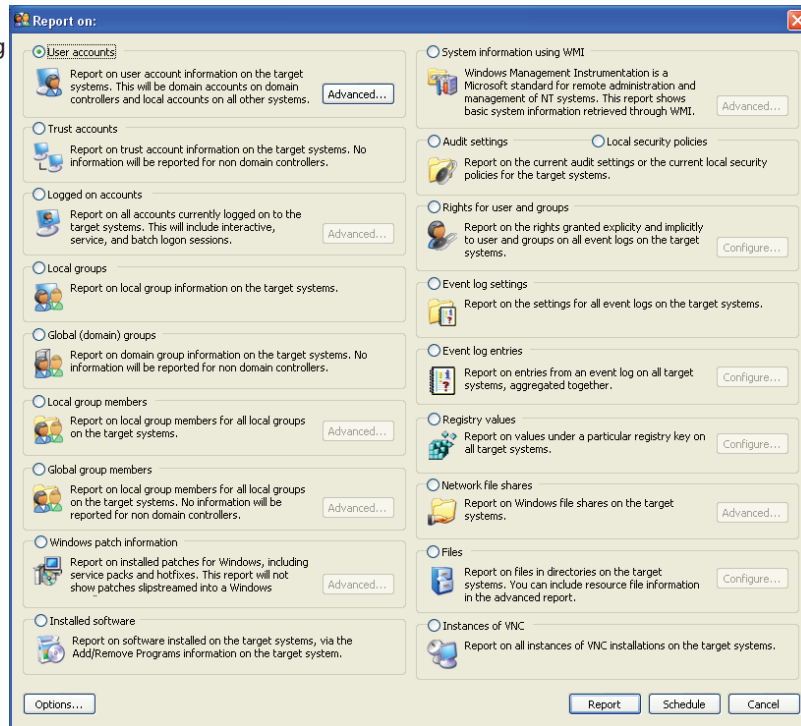 Report on:
g
User accounts
Report on user account information on the target
systems. This will be domain accounts on domain
controllers and local accounts on all other systems.
Advanced...
Trust accounts
Report on trust account information on the target systems. No
information will be reported for non domain controllers.
Logged on accounts
Report on all accounts currently logged on to the
target systems. This will include interactive,
service, and batch logon sessions.
Advanced...
Local groups
Report on local group information on the target systems.
Global (domain) groups
Report on domain group information on the target systems. No
information will be reported for non domain controllers.
Local group members
Report on local group members for all local groups
on the target systems.
Advanced...
Global group members
Report on local group members for all local groups
on the target systems. No information will be
reported for non domain controllers.
Advanced...
Windows patch information
Report on installed patches for Windows, including
service packs and hotfixes. This report will not
show patches slipstreamed into a Windows
Advanced...
Installed software
Report on software installed on the target systems, via the
Add/Remove Programs information on the target system.
System information using WMI
Windows Management Instrumentation is a
Microsoft standard for remote administration and
management of NT systems. This report shows
basic system information retrieved through WMI.
Advanced...
Audit settings Local security policies
Report on the current audit settings or the current local security
policies for the target systems.
Rights for user and groups
Report on the rights granted explicity and implicitly
to user and groups on all event logs on the target
systems.
Configure...
Event log settings
Report on the settings for all event logs on the target systems.
Event log entries
Report on entries from an event log on all target
systems, aggregated together.
Configure...
Registry values
Report on values under a particular registry key on
all target systems.
Configure...
Network file shares
Report on Windows file shares on the target
systems.
Advanced...
Files
Report on files in directories on the target
systems. You can include resource file information
in the advanced report.
Configure...
Instances of VNC
Report on all instances of VNC installations on the target systems.
Options... Report Schedule Cancel